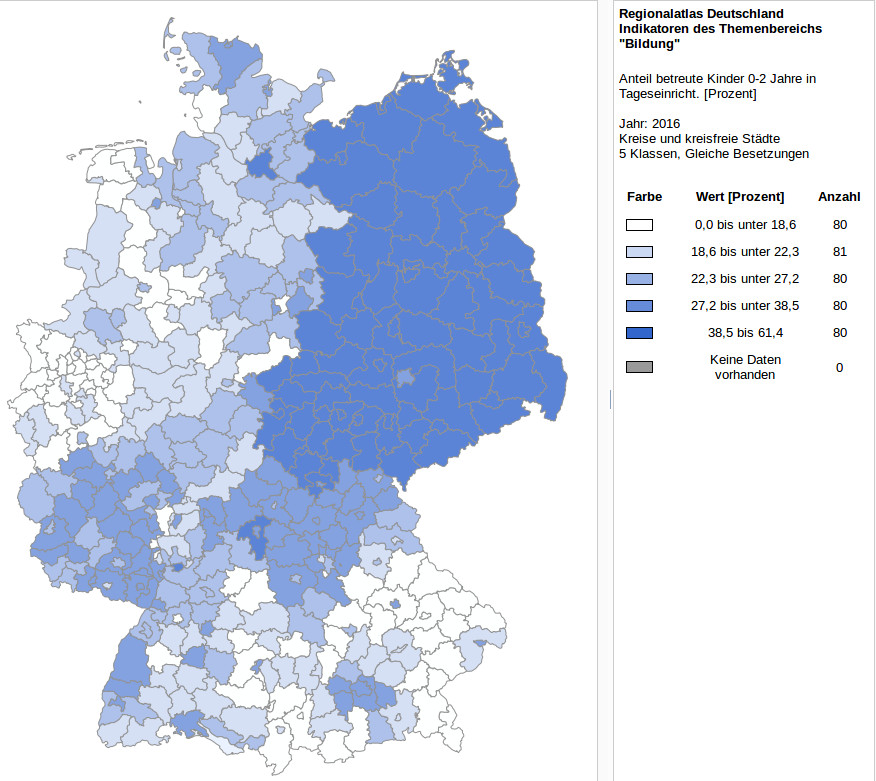 Regionalatlas Deutschland
Indikatoren des Themenbereichs
"Bildung"
Anteil betreute Kinder 0-2 Jahre in
Tageseinricht. [Prozent]
Jahr: 2016
Kreise und kreisfreie Städte
5 Klassen, Gleiche Besetzungen
Farbe Wert [Prozent] Anzahl
0,0 bis unter 18,6 80
18,6 bis unter 22,3 81
22,3 bis unter 27,2 80
27,2 bis unter 38,5 80
38,5 bis 61,4 80
Keine Daten
vorhanden 0